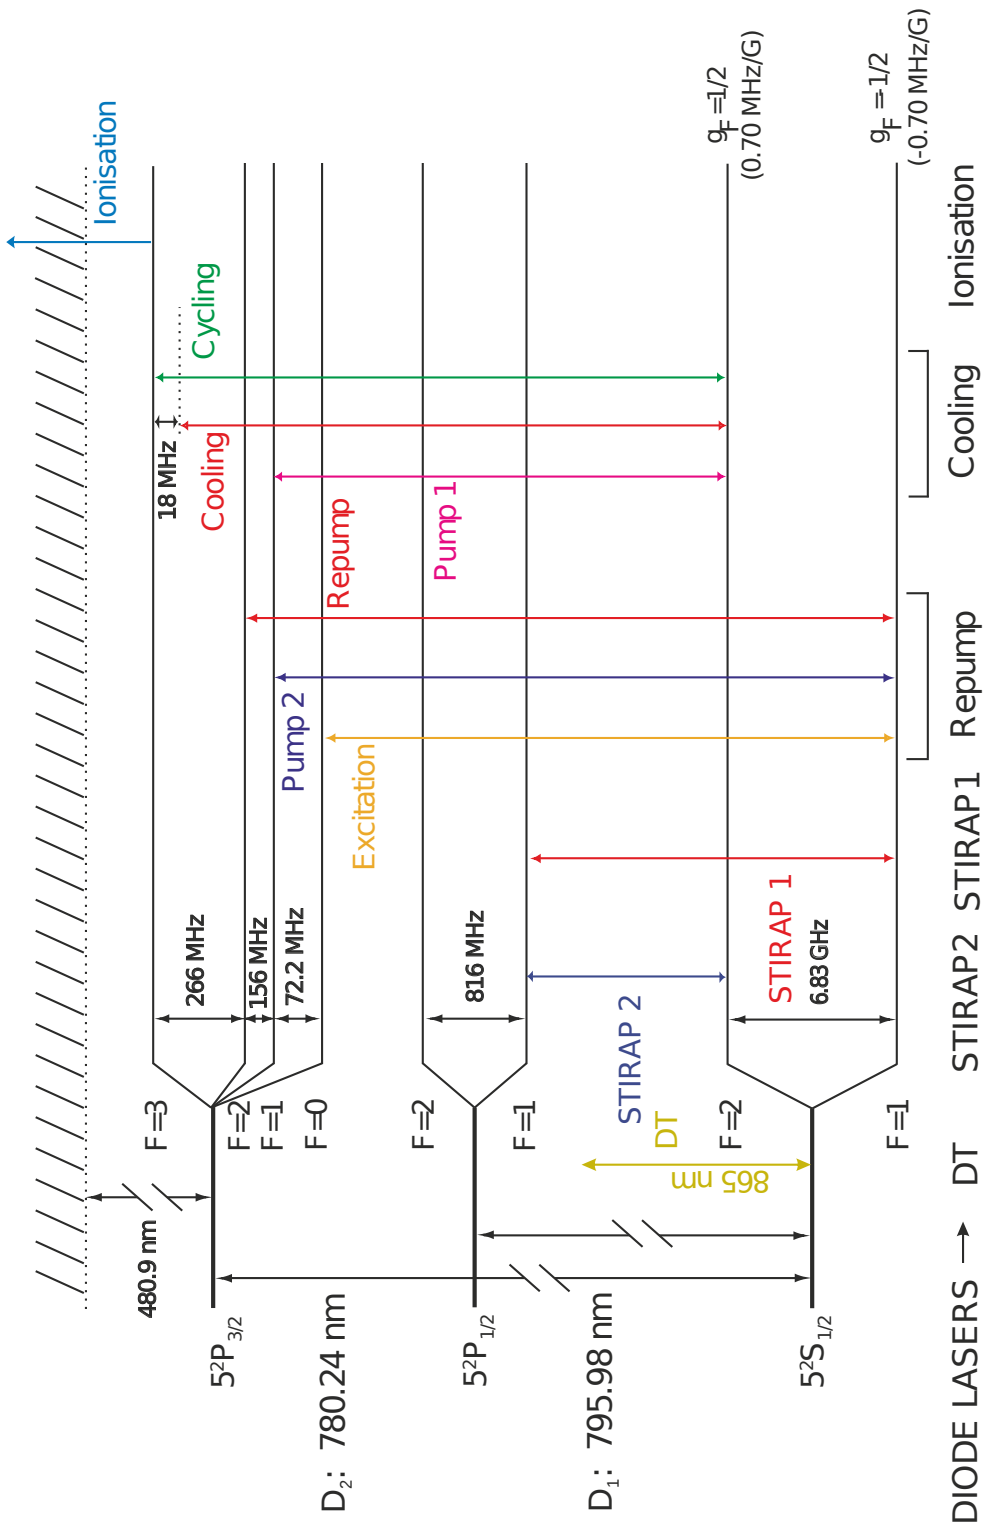 Ionisation
480.9 nm
F=3
266 MHz
18 MHz
Cycling
Cooling
5²P3/2
F=2
156 MHz
F=1
72.2 MHz
F=0
Pump 2
Repump
Excitation
D2: 780.24 nm
F=2
816 MHz
Pump 1
5²P1/2
F=1
D1: 795.98 nm
STIRAP 2
DT
865 nm
F=2
gF=1/2
(0.70 MHz/G)
STIRAP 1
6.83 GHz
5²S1/2
F=1
gF=-1/2
(-0.70 MHz/G)
DIODE LASERS → DT STIRAP2 STIRAP1 Repump Cooling Ionisation